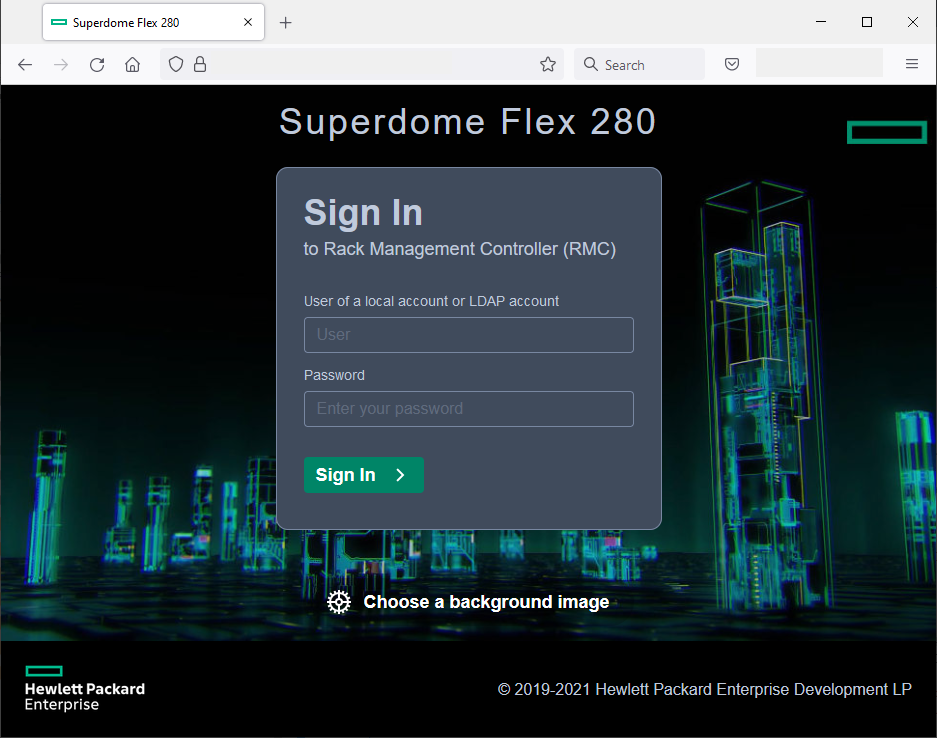 Superdome Flex 280
Search
Superdome Flex 280
Sign In
to Rack Management Controller (RMC)
User of a local account or LDAP account
User
Password
Enter your password
Sign In
Choose a background image
Hewlett Packard
Enterprise
© 2019-2021 Hewlett Packard Enterprise Development LP